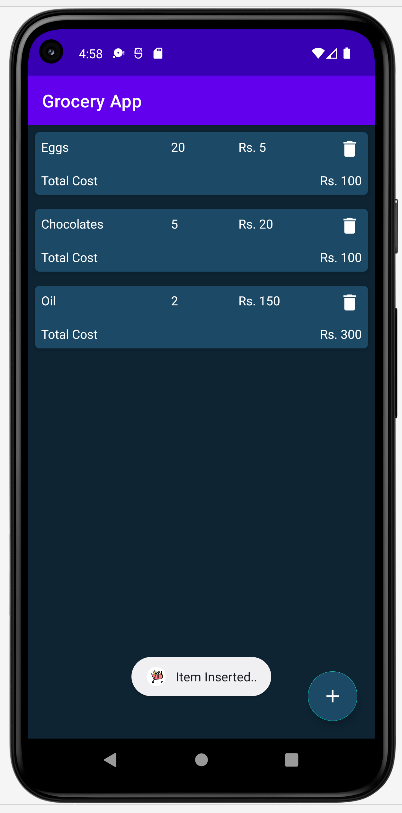 4:58
Grocery App
Eggs 20 Rs. 5
Total Cost Rs. 100
Chocolates 5 Rs. 20
Total Cost Rs. 100
Oil 2 Rs. 150
Total Cost Rs. 300
Item Inserted..